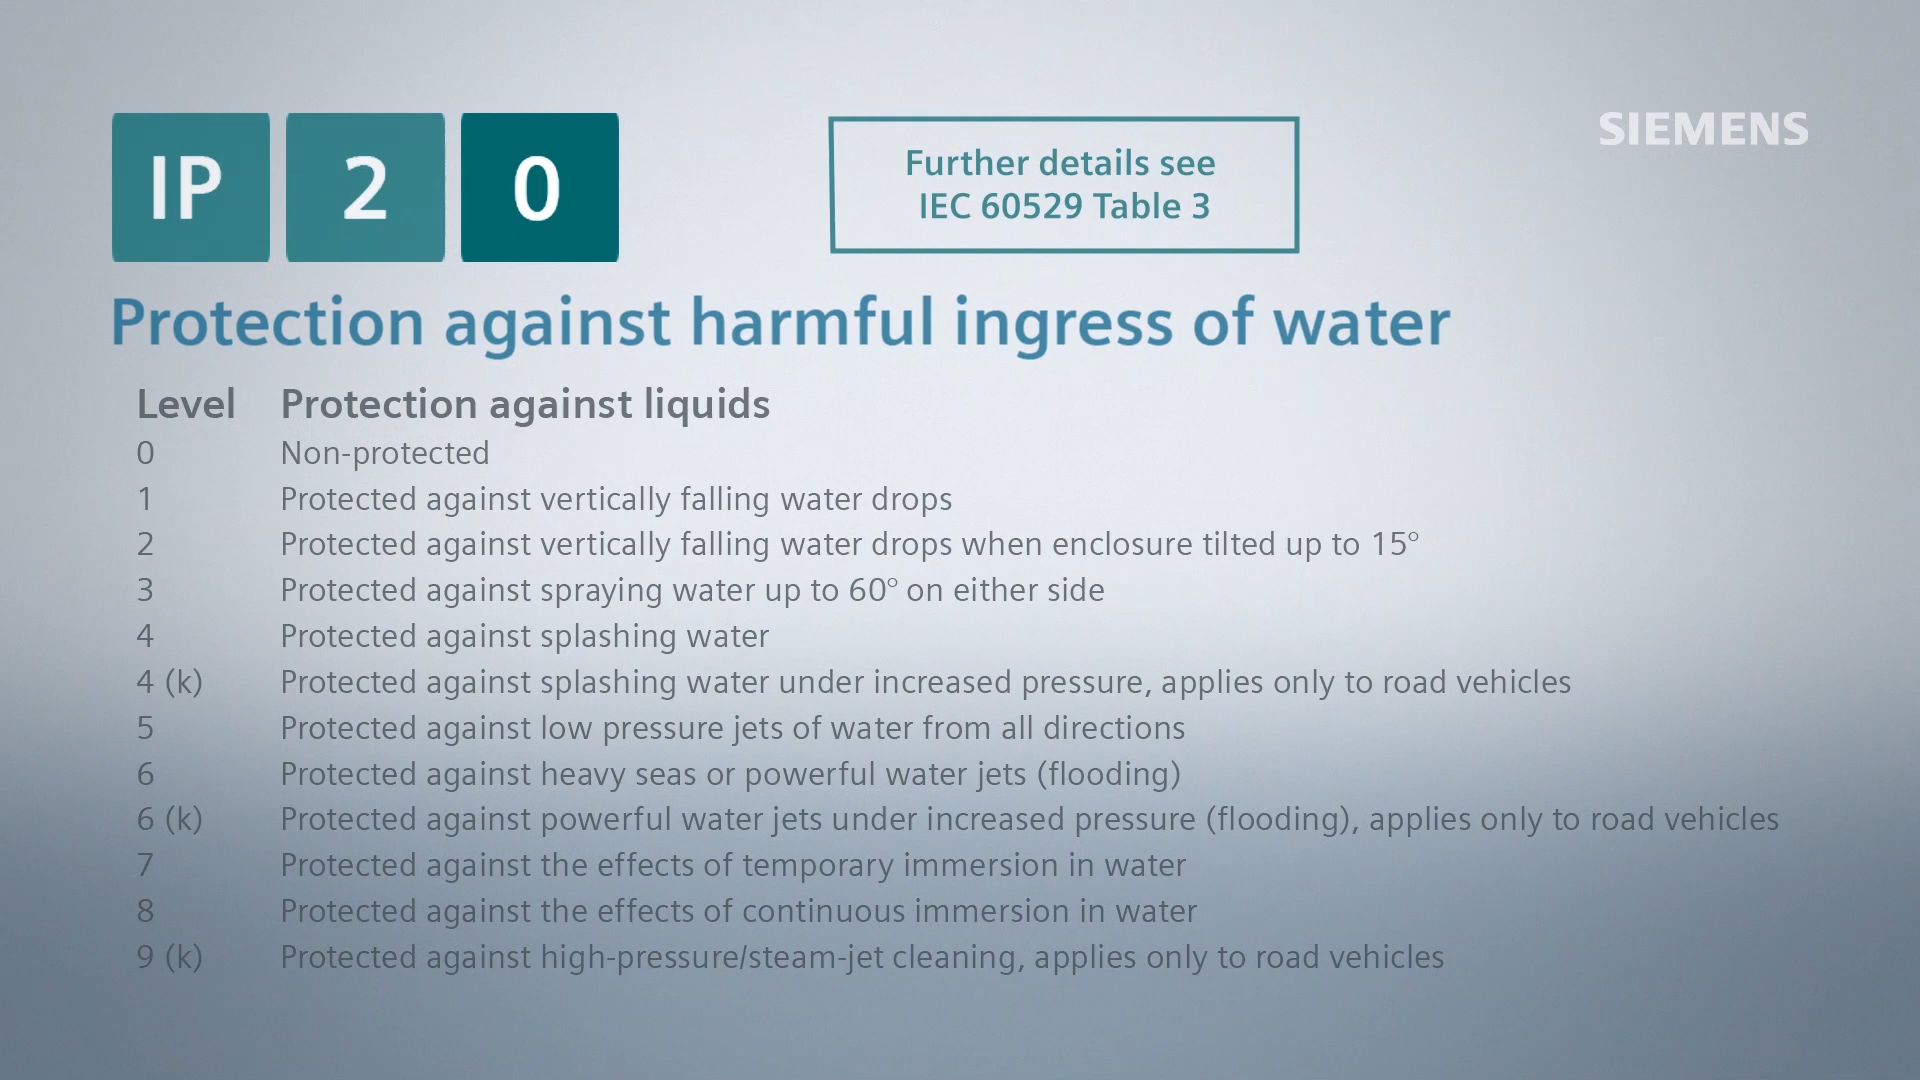 IP 2 0
Further details see
IEC 60529 Table 3
SIEMENS
Protection against harmful ingress of water
Level Protection against liquids
0 Non-protected
1 Protected against vertically falling water drops
2 Protected against vertically falling water drops when enclosure tilted up to 15°
3 Protected against spraying water up to 60° on either side
4 Protected against splashing water
4 (k) Protected against splashing water under increased pressure, applies only to road vehicles
5 Protected against low pressure jets of water from all directions
6 Protected against heavy seas or powerful water jets (flooding)
6 (k) Protected against powerful water jets under increased pressure (flooding), applies only to road vehicles
7 Protected against the effects of temporary immersion in water
8 Protected against the effects of continuous immersion in water
9 (k) Protected against high-pressure/steam-jet cleaning, applies only to road vehicles